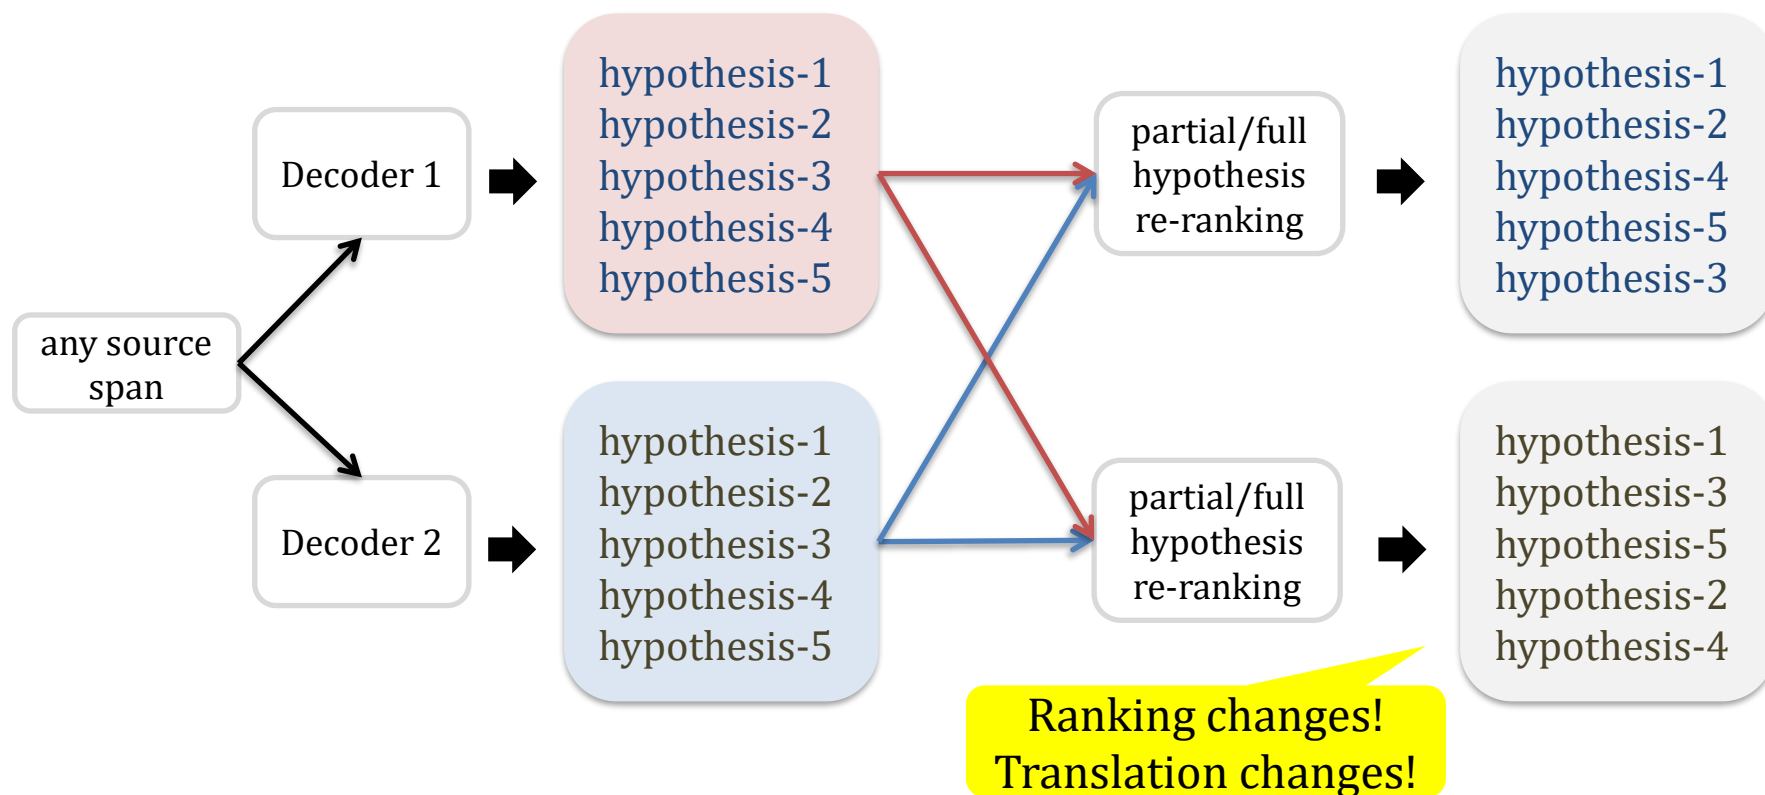 any source
span
Decoder 1
Decoder 2
hypothesis-1
hypothesis-2
hypothesis-3
hypothesis-4
hypothesis-5
hypothesis-1
hypothesis-2
hypothesis-3
hypothesis-4
hypothesis-5
partial/full
hypothesis
re-ranking
partial/full
hypothesis
re-ranking
hypothesis-1
hypothesis-2
hypothesis-4
hypothesis-5
hypothesis-3
hypothesis-1
hypothesis-3
hypothesis-5
hypothesis-2
hypothesis-4
Ranking changes!
Translation changes!